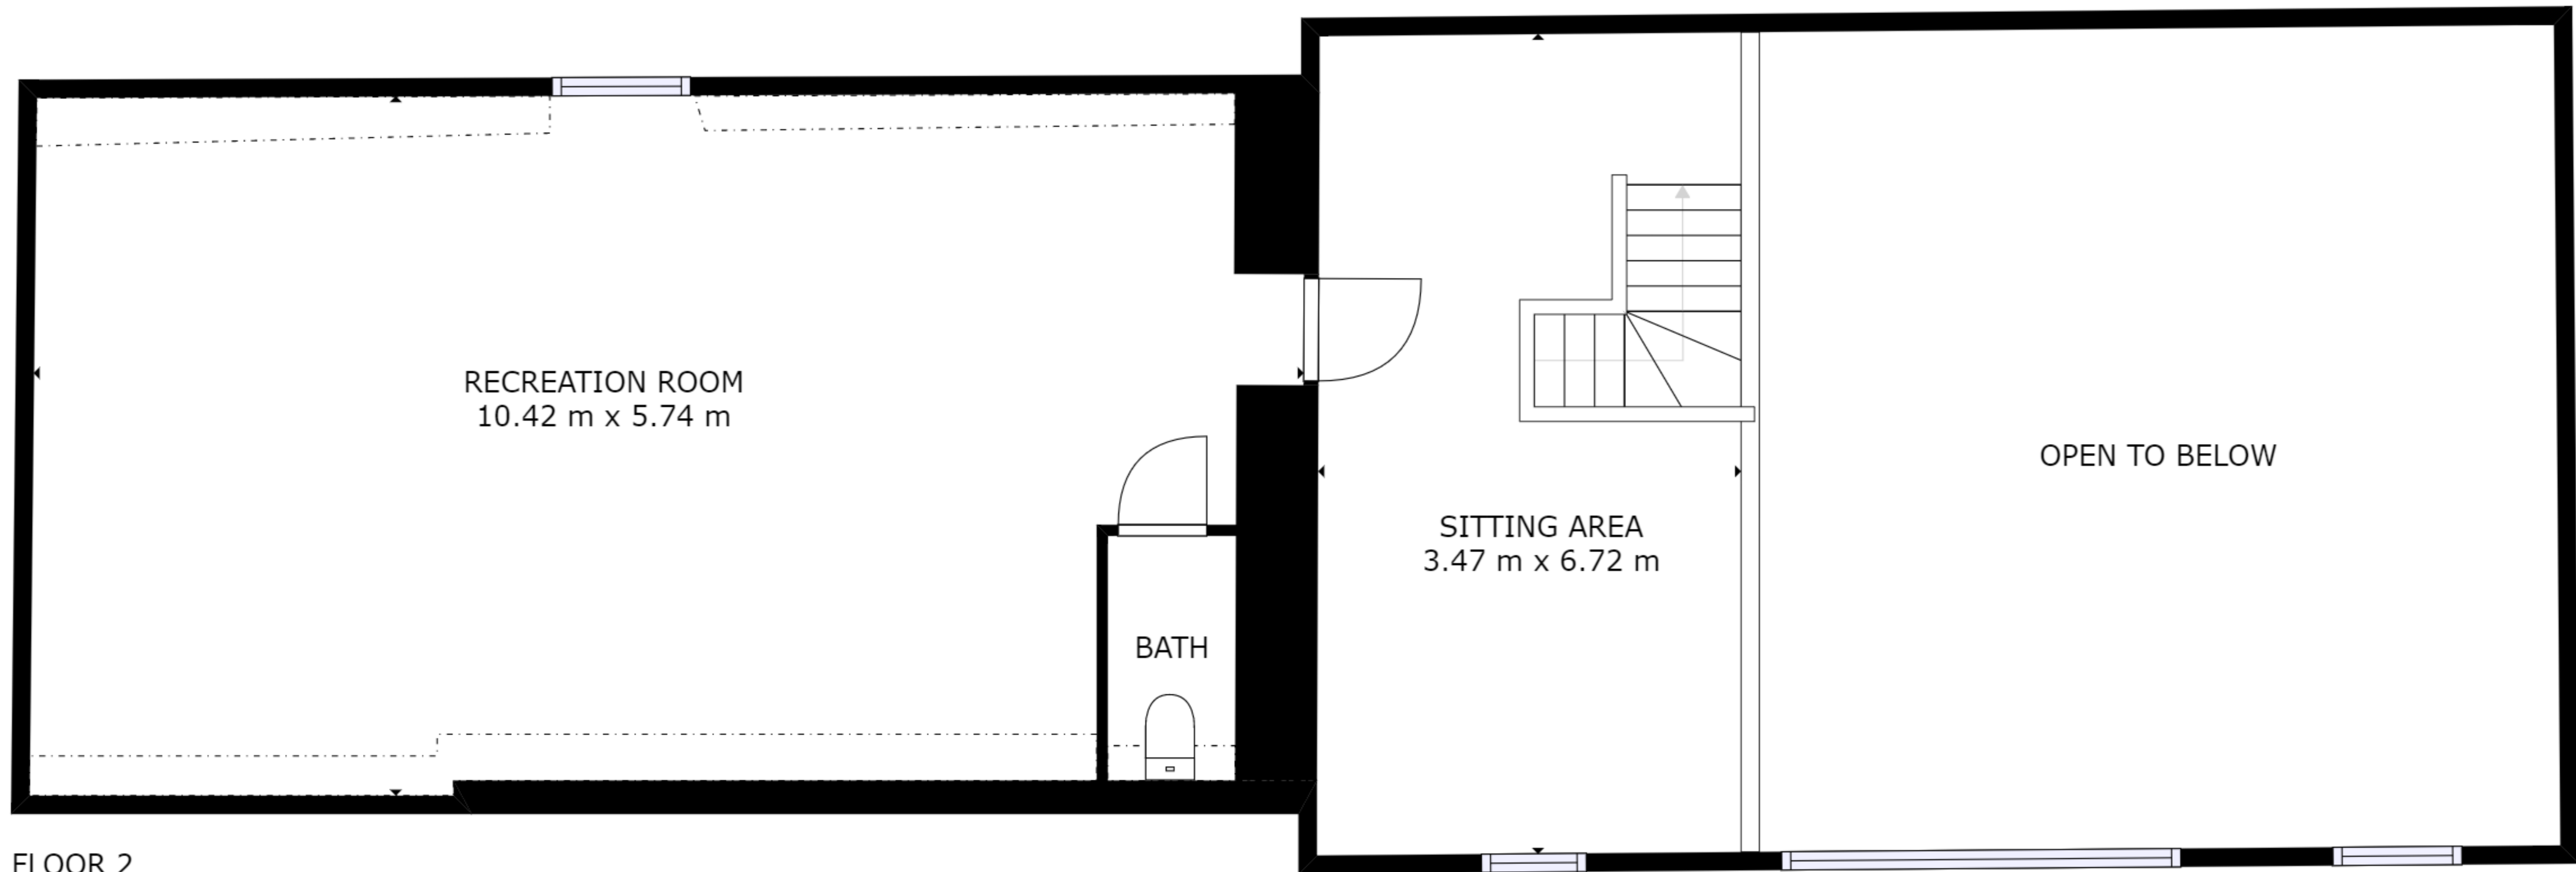 RECREATION ROOM
10.42 m x 5.74 m
BATH
SITTING AREA
3.47 m x 6.72 m
OPEN TO BELOW
FLOOR 2